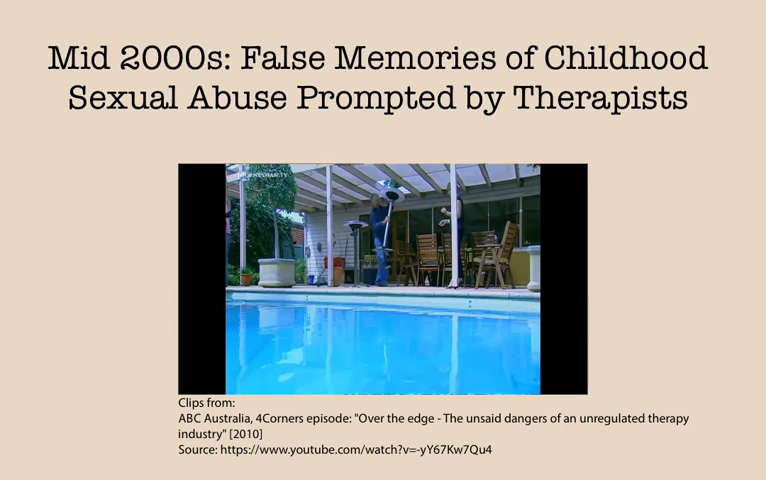 Mid 2000s: False Memories of Childhood
Sexual Abuse Prompted by Therapists
Clips from:
ABC Australia, 4Corners episode: "Over the edge - The unsaid dangers of an unregulated therapy
industry" [2010]
Source: https://www.youtube.com/watch?v=-yY67Kw7Qu4